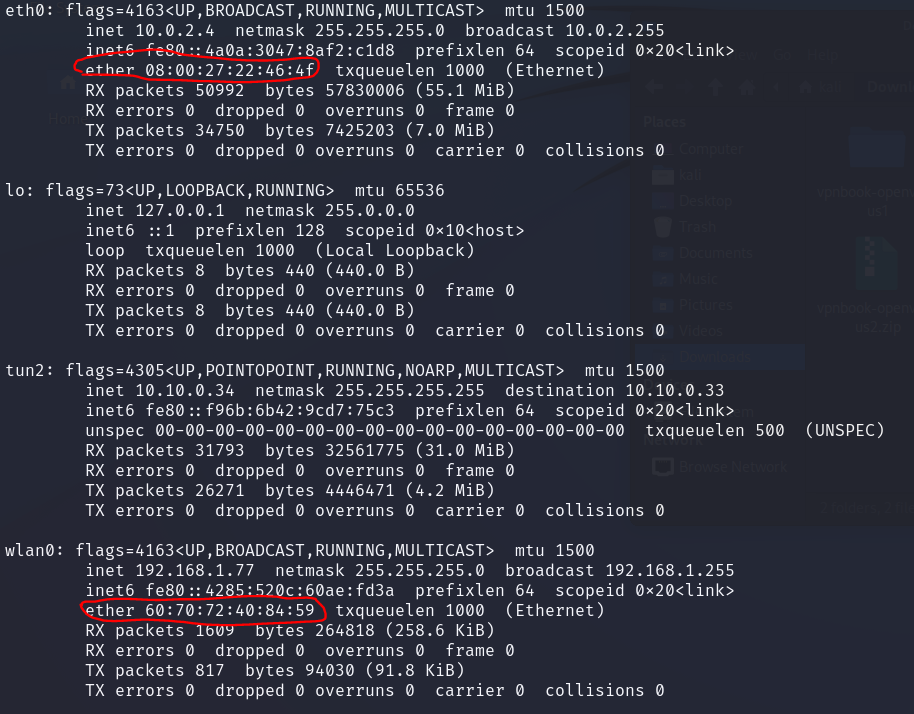 eth0: flags=4163<UP,BROADCAST,RUNNING,MULTICAST>  mtu 1500
        inet 10.0.2.4  netmask 255.255.255.0  broadcast 10.0.2.255
        inet6 fe80::4a0a:3047:8af2:c1d8  prefixlen 64  scopeid 0×20<link>
        ether 08:00:27:22:46:4f  txqueuelen 1000  (Ethernet)
        RX packets 50992  bytes 57830006 (55.1 MiB)
        RX errors 0  dropped 0  overruns 0  frame 0
        TX packets 34750  bytes 7425203 (7.0 MiB)
        TX errors 0  dropped 0 overruns 0  carrier 0  collisions 0

lo: flags=73<UP,LOOPBACK,RUNNING>  mtu 65536
        inet 127.0.0.1  netmask 255.0.0.0
        inet6 ::1  prefixlen 128  scopeid 0×10<host>
        loop  txqueuelen 1000  (Local Loopback)
        RX packets 8  bytes 440 (440.0 B)
        RX errors 0  dropped 0  overruns 0  frame 0
        TX packets 8  bytes 440 (440.0 B)
        TX errors 0  dropped 0 overruns 0  carrier 0  collisions 0

tun2: flags=4305<UP,POINTOPOINT,RUNNING,NOARP,MULTICAST>  mtu 1500
        inet 10.10.0.34  netmask 255.255.255.255  destination 10.10.0.33
        inet6 fe80::f96b:6b42:9cd7:75c3  prefixlen 64  scopeid 0×20<link>
        unspec 00-00-00-00-00-00-00-00-00-00-00-00-00-00-00-00  txqueuelen 500  (UNSPEC)
        RX packets 31793  bytes 32561775 (31.0 MiB)
        RX errors 0  dropped 0  overruns 0  frame 0
        TX packets 26271  bytes 4446471 (4.2 MiB)
        TX errors 0  dropped 0 overruns 0  carrier 0  collisions 0

wlan0: flags=4163<UP,BROADCAST,RUNNING,MULTICAST>  mtu 1500
        inet 192.168.1.77  netmask 255.255.255.0  broadcast 192.168.1.255
        inet6 fe80::4285:520c:60ae:fd3a  prefixlen 64  scopeid 0×20<link>
        ether 60:70:72:40:84:59  txqueuelen 1000  (Ethernet)
        RX packets 1609  bytes 264818 (258.6 KiB)
        RX errors 0  dropped 0  overruns 0  frame 0
        TX packets 817  bytes 94030 (91.8 KiB)
        TX errors 0  dropped 0 overruns 0  carrier 0  collisions 0
Places
Computer
kali
Desktop
Trash
Documents
Music
Pictures
Videos
Downloads
Browse Network
us2.zip